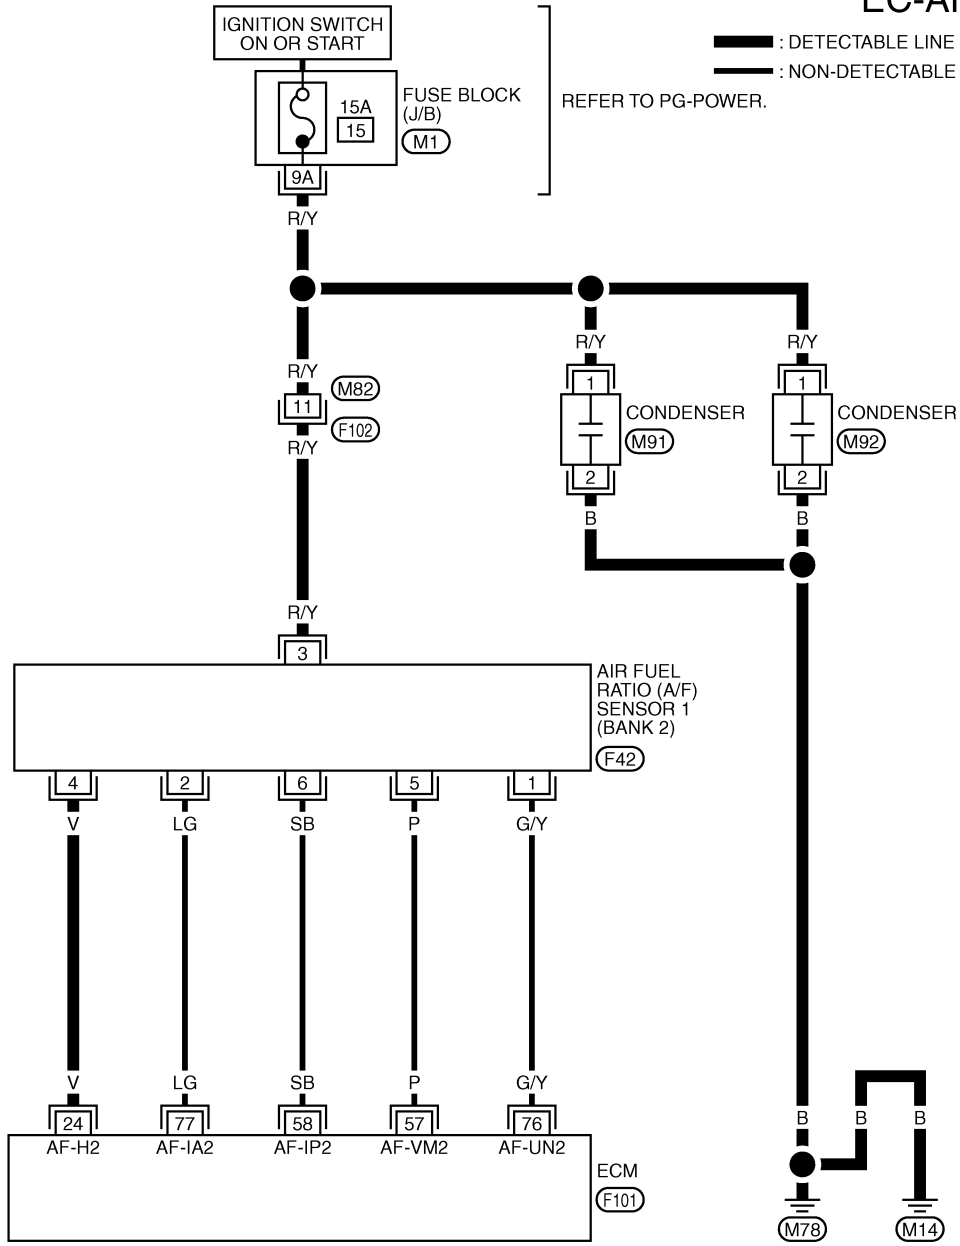 IGNITION SWITCH
ON OR START
: DETECTABLE LINE
: NON-DETECTABLE
REFER TO PG-POWER.
15A
15
FUSE BLOCK
(J/B)
M1
9A
R/Y
R/Y
M82
11
F102
R/Y
R/Y
R/Y
R/Y
1
1
CONDENSER
M91
CONDENSER
M92
2
2
B
B
3
AIR FUEL
RATIO (A/F)
SENSOR 1
(BANK 2)
F42
4
2
6
5
1
V
LG
SB
P
G/Y
V
LG
SB
P
G/Y
24
77
58
57
76
AF-H2
AF-IA2
AF-IP2
AF-VM2
AF-UN2
ECM
F101
B
B
B
M78
M14